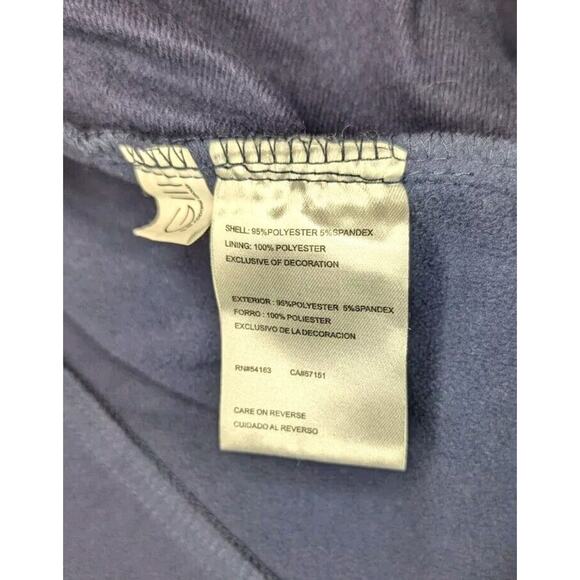 SHELL: 95%POLYESTER 5%SPANDEX
LINING: 100% POLYESTER
EXCLUSIVE OF DECORATION
EXTERIOR : 95%POLYESTER 5%SPANDEX
FORRO : 100% POLIESTER
EXCLUSIVO DE LA DECORACION
RN#54163 CA#57151
CARE ON REVERSE
CUIDADO AL REVERSO